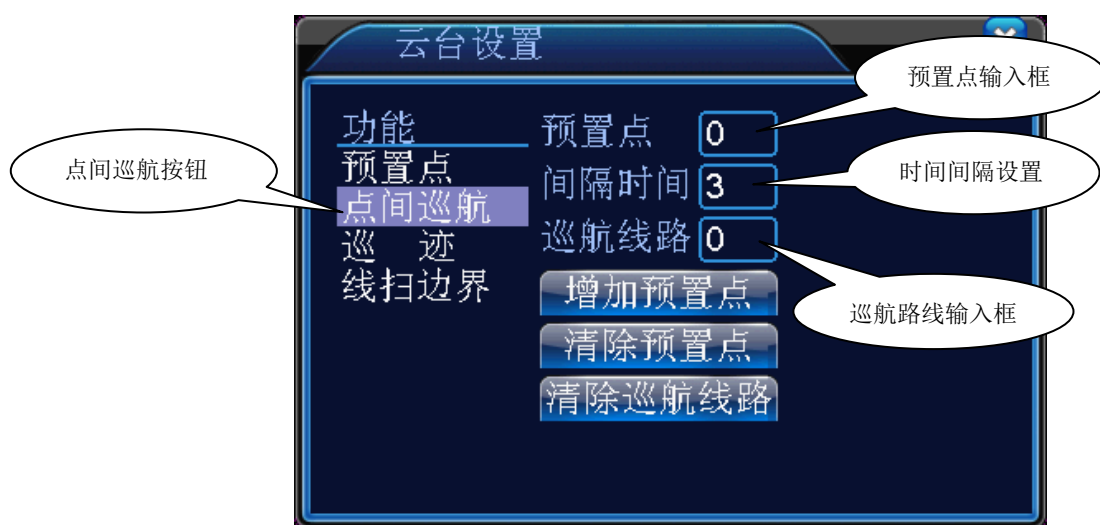 云台设置
预置点输入框
功能
预置点 0
预置点
间隔时间 3
时间间隔设置
点间巡航按钮
点间巡航
巡航线路 0
巡 迹
线扫边界
增加预置点
巡航路线输入框
清除预置点
清除巡航线路